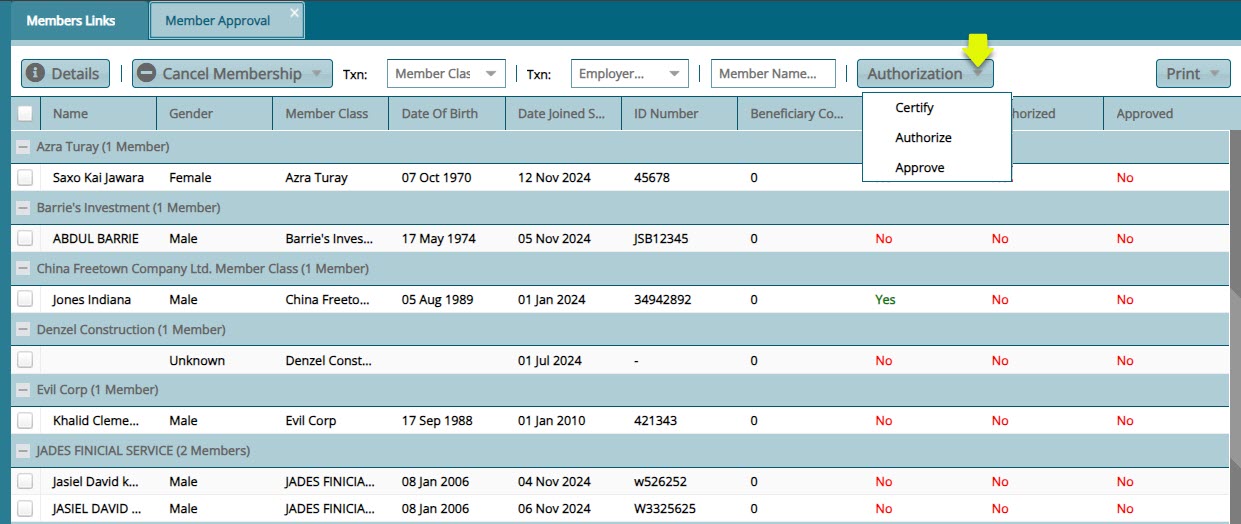 Members Links
Member Approval
Details
Cancel Membership
Txn:
Member Clas
Txn:
Employer...
Member Name...
Authorization
Print
Certify
Authorize
Approve
Name Gender Member Class Date Of Birth Date Joined S... ID Number Beneficiary Co... horized Approved
Azra Turay (1 Member)
Saxo Kai Jawara Female Azra Turay 07 Oct 1970 12 Nov 2024 45678 0 No
Barrie's Investment (1 Member)
ABDUL BARRIE Male Barrie's Inves... 17 May 1974 05 Nov 2024 JSB12345 0 No No No
China Freetown Company Ltd. Member Class (1 Member)
Jones Indiana Male China Freeto... 05 Aug 1989 01 Jan 2024 34942892 0 Yes No No
Denzel Construction (1 Member)
Unknown Denzel Const... 01 Jul 2024 - 0 No No No
Evil Corp (1 Member)
Khalid Cleme... Male Evil Corp 17 Sep 1988 01 Jan 2010 421343 0 No No No
JADES FINICIAL SERVICE (2 Members)
Jasiel David k... Male JADES FINICIA... 08 Jan 2006 04 Nov 2024 w526252 0 No No No
JASIEL DAVID ... Male JADES FINICIA... 08 Jan 2006 06 Nov 2024 W3325625 0 No No No